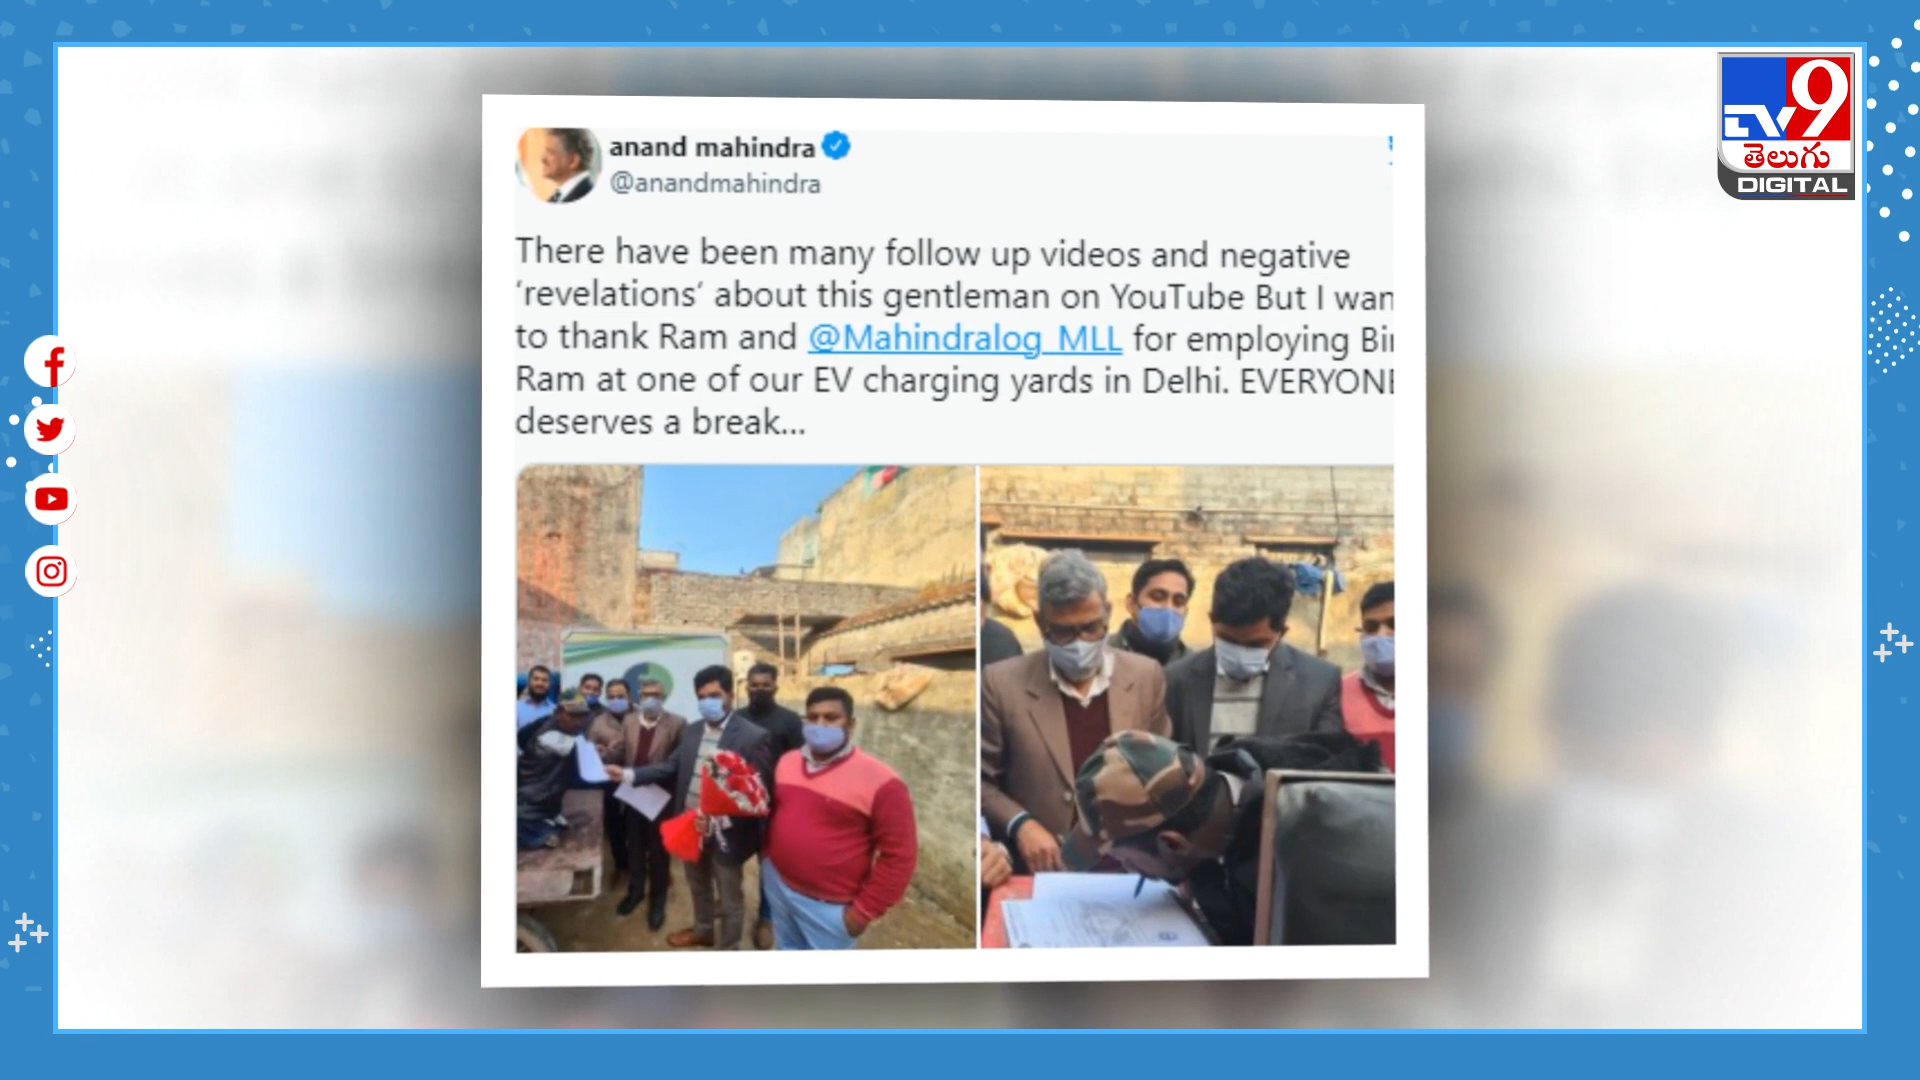 anand mahindra
@anandmahindra
There have been many follow up videos and negative
‘revelations’ about this gentleman on YouTube But I wan
to thank Ram and @Mahindralog_MLL for employing Bir
Ram at one of our EV charging yards in Delhi. EVERYONE
deserves a break...
TV9
తెలుగు
DIGITAL